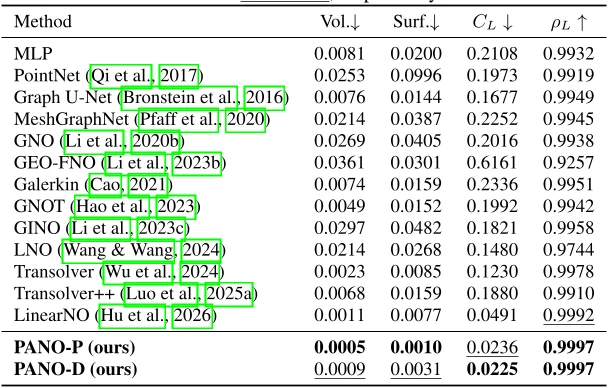 Method Vol.↓ Surf.↓ C_L ↓ ρ_L ↑
MLP 0.0081 0.0200 0.2108 0.9932
PointNet (Qi et al., 2017) 0.0253 0.0996 0.1973 0.9919
Graph U-Net (Bronstein et al., 2016) 0.0076 0.0144 0.1677 0.9949
MeshGraphNet (Pfaff et al., 2020) 0.0214 0.0387 0.2252 0.9945
GNO (Li et al., 2020b) 0.0269 0.0405 0.2016 0.9938
GEO-FNO (Li et al., 2023b) 0.0361 0.0301 0.6161 0.9257
Galerkin (Cao, 2021) 0.0074 0.0159 0.2336 0.9951
GNOT (Hao et al., 2023) 0.0049 0.0152 0.1992 0.9942
GINO (Li et al., 2023c) 0.0297 0.0482 0.1821 0.9958
LNO (Wang & Wang, 2024) 0.0214 0.0268 0.1480 0.9744
Transolver (Wu et al., 2024) 0.0023 0.0085 0.1230 0.9978
Transolver++ (Luo et al., 2025a) 0.0068 0.0159 0.1880 0.9910
LinearNO (Hu et al., 2026) 0.0011 0.0077 0.0491 0.9992
PANO-P (ours) 0.0005 0.0010 0.0236 0.9997
PANO-D (ours) 0.0009 0.0031 0.0225 0.9997